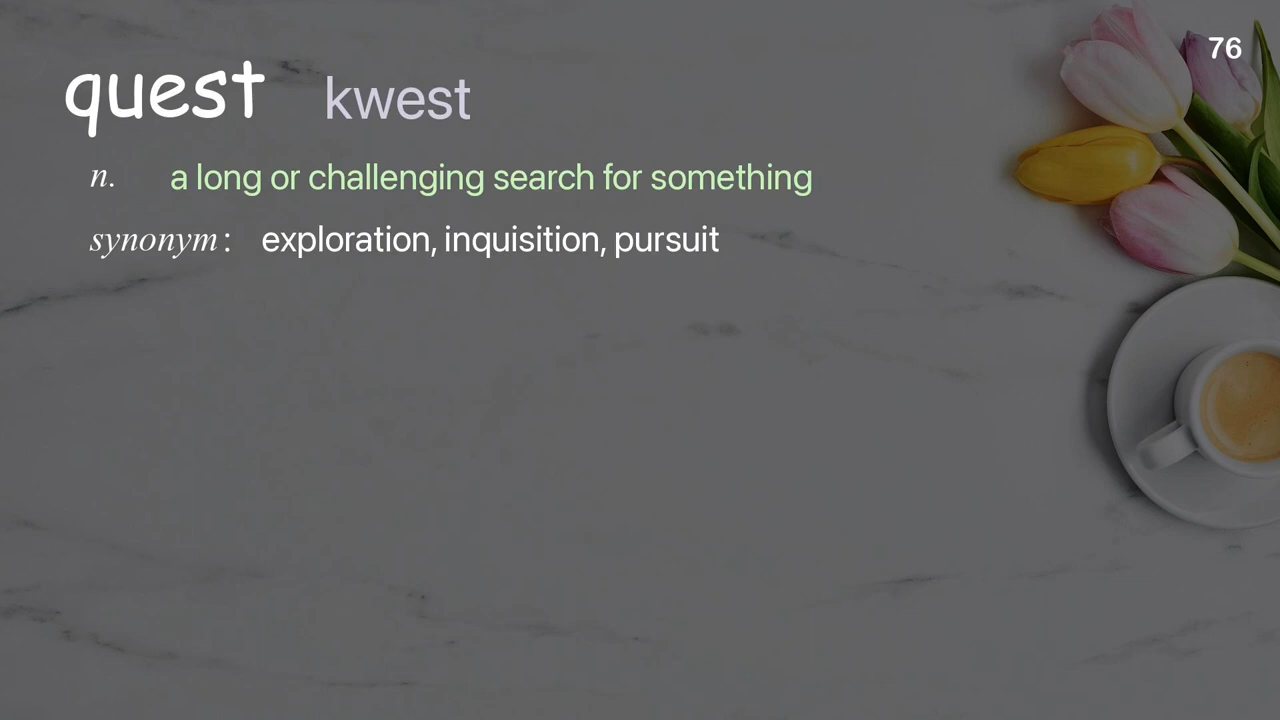 76
quest kwest
n. a long or challenging search for something
synonym : exploration, inquisition, pursuit